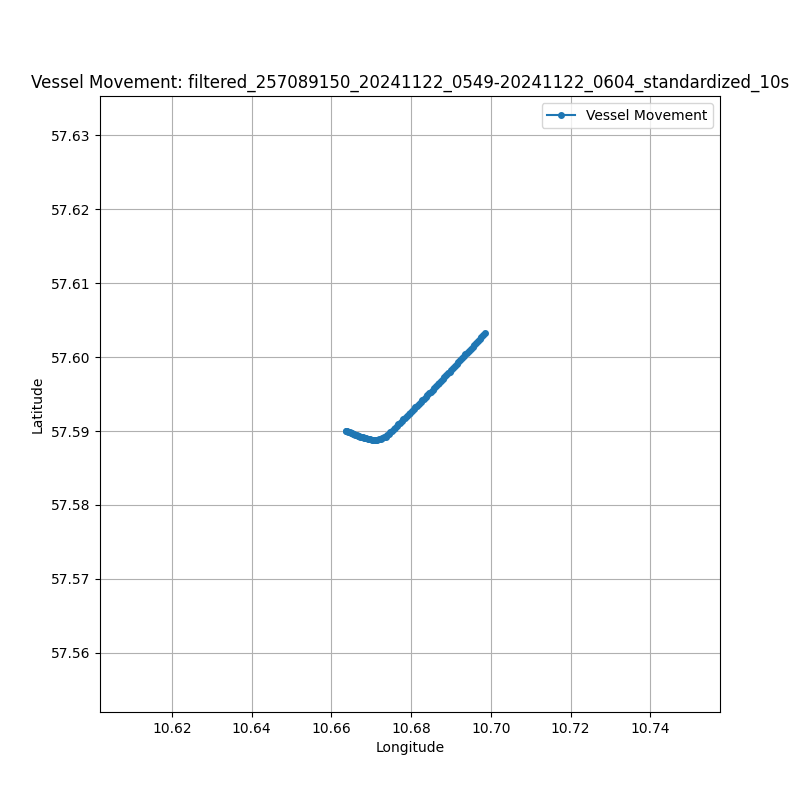 Vessel Movement: filtered_257089150_20241122_0549-20241122_0604_standardized_10s
Vessel Movement
57.63
57.62
57.61
57.60
57.59
57.58
57.57
57.56
Latitude
10.62 10.64 10.66 10.68 10.70 10.72 10.74
Longitude